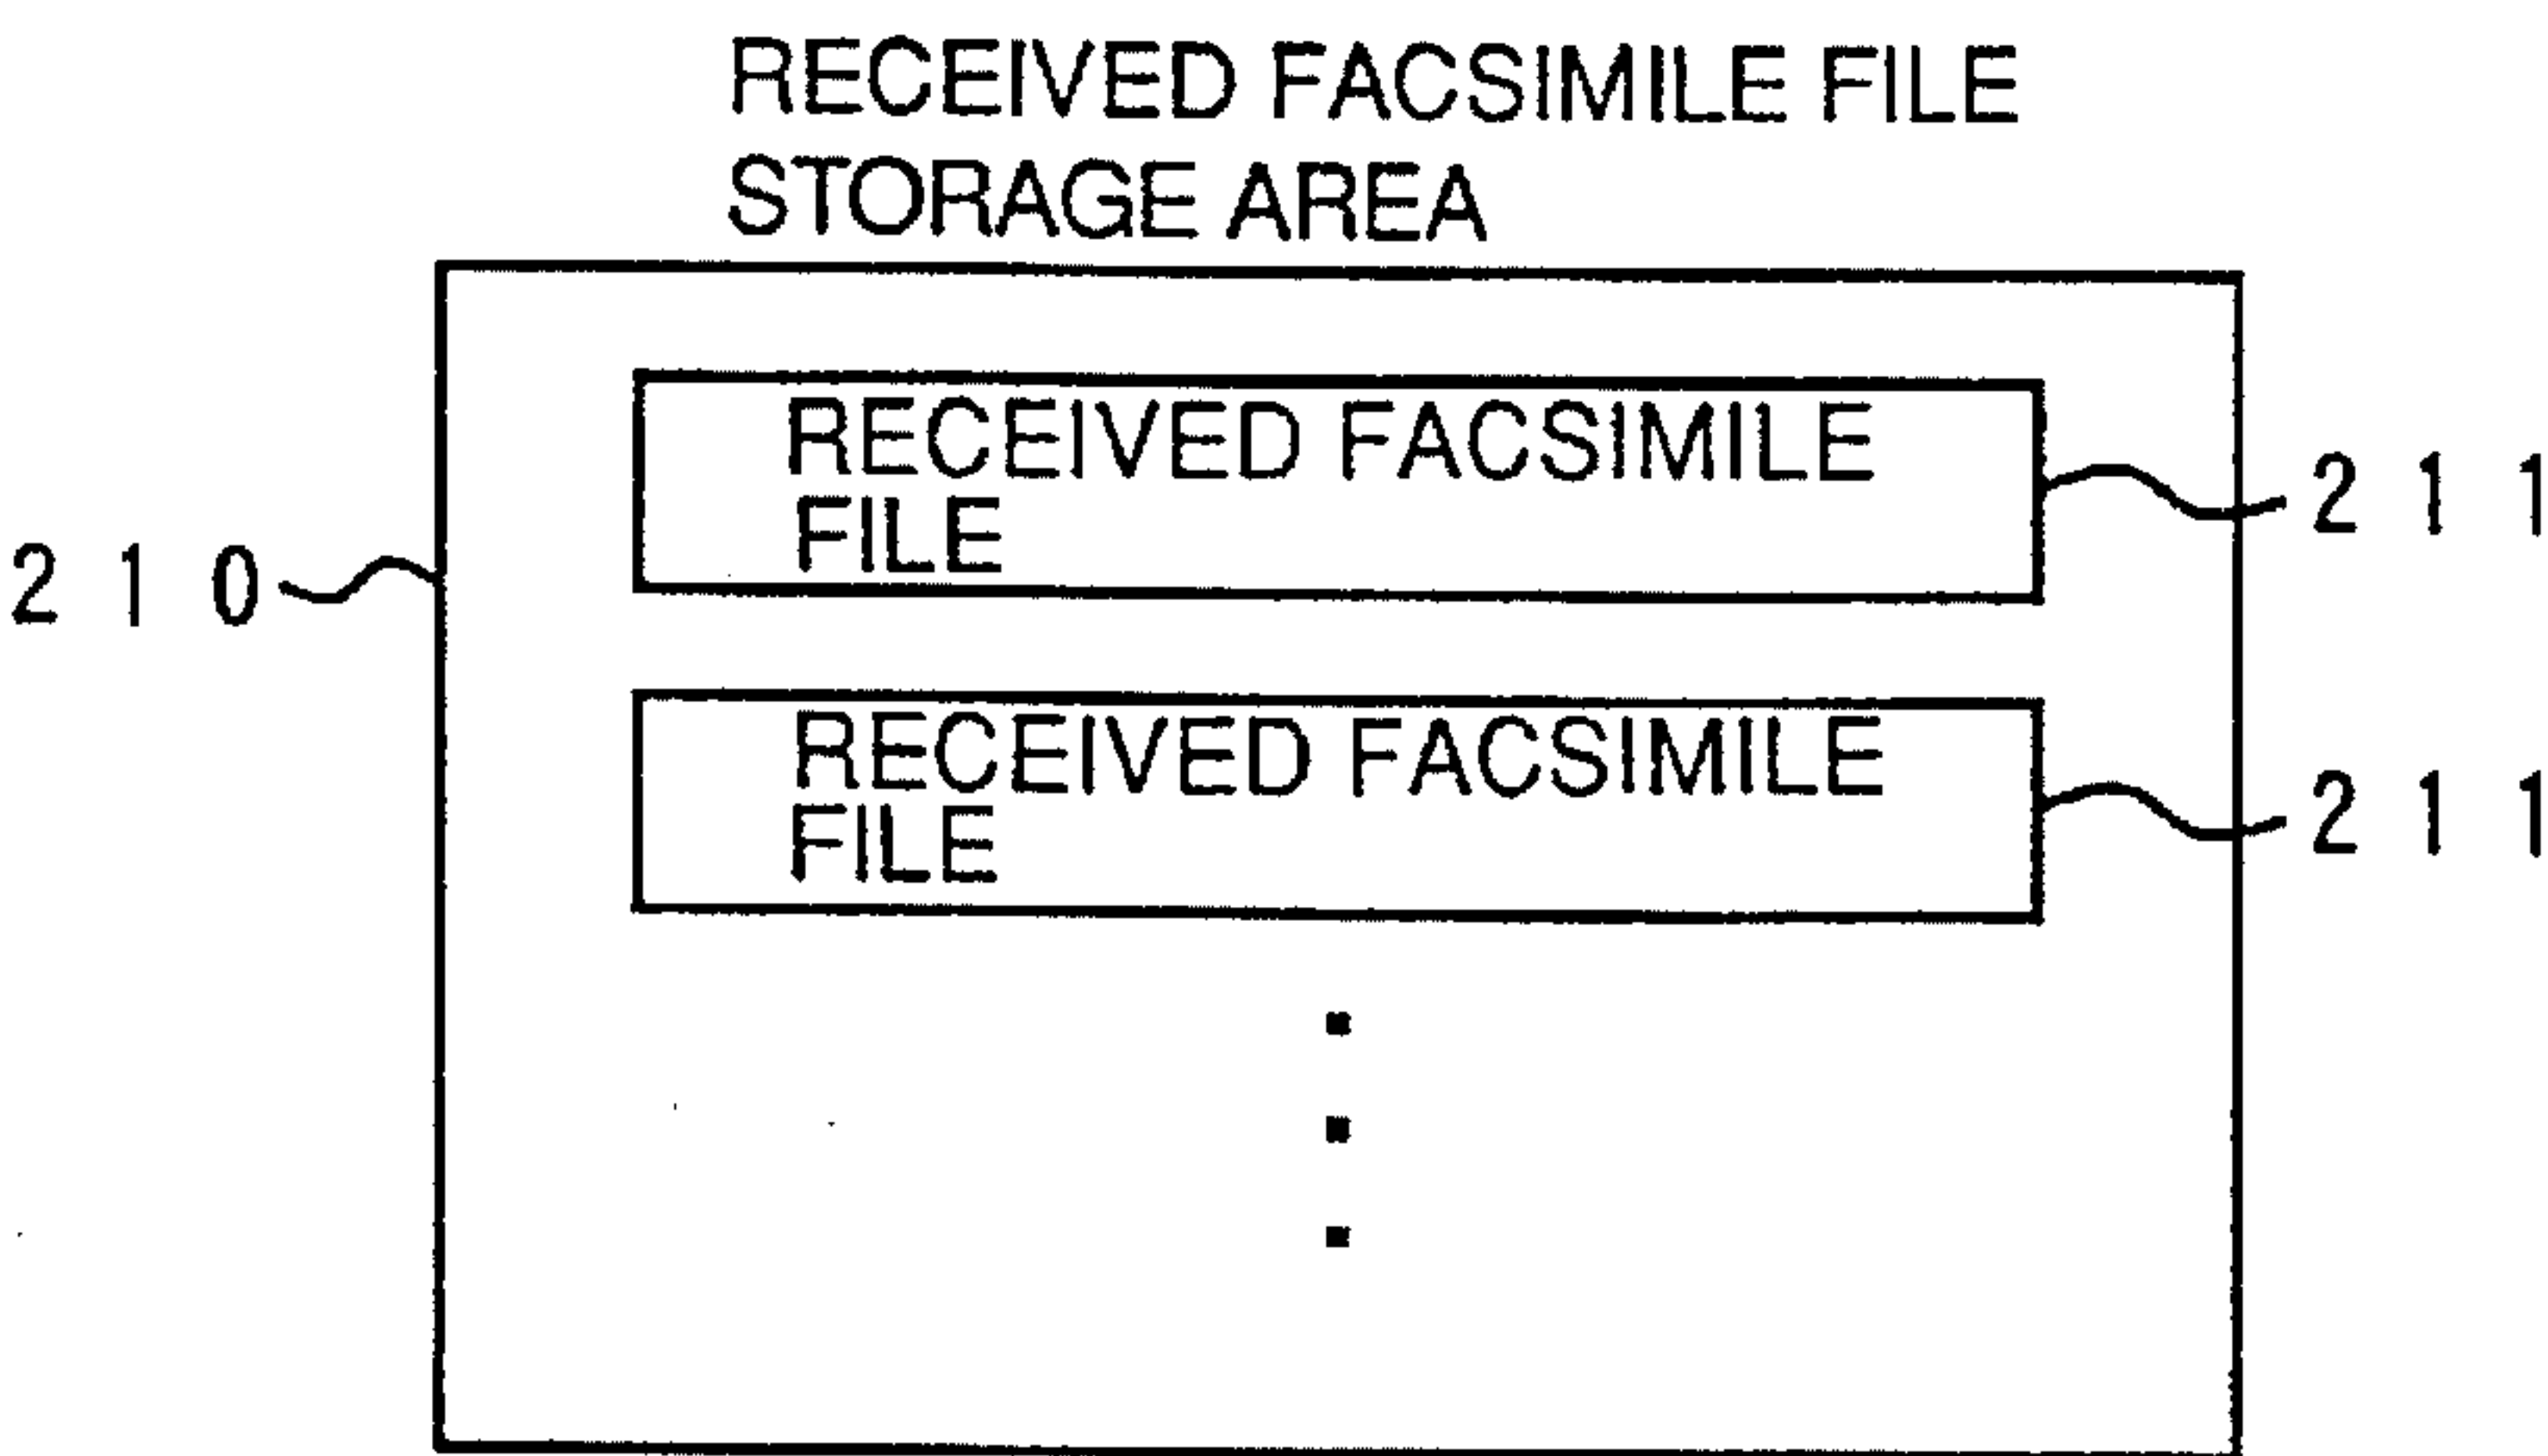 RECEIVED FACSIMILE FILE
STORAGE AREA
RECEIVED FACSIMILE
FILE
211
210
RECEIVED FACSIMILE
FILE
211